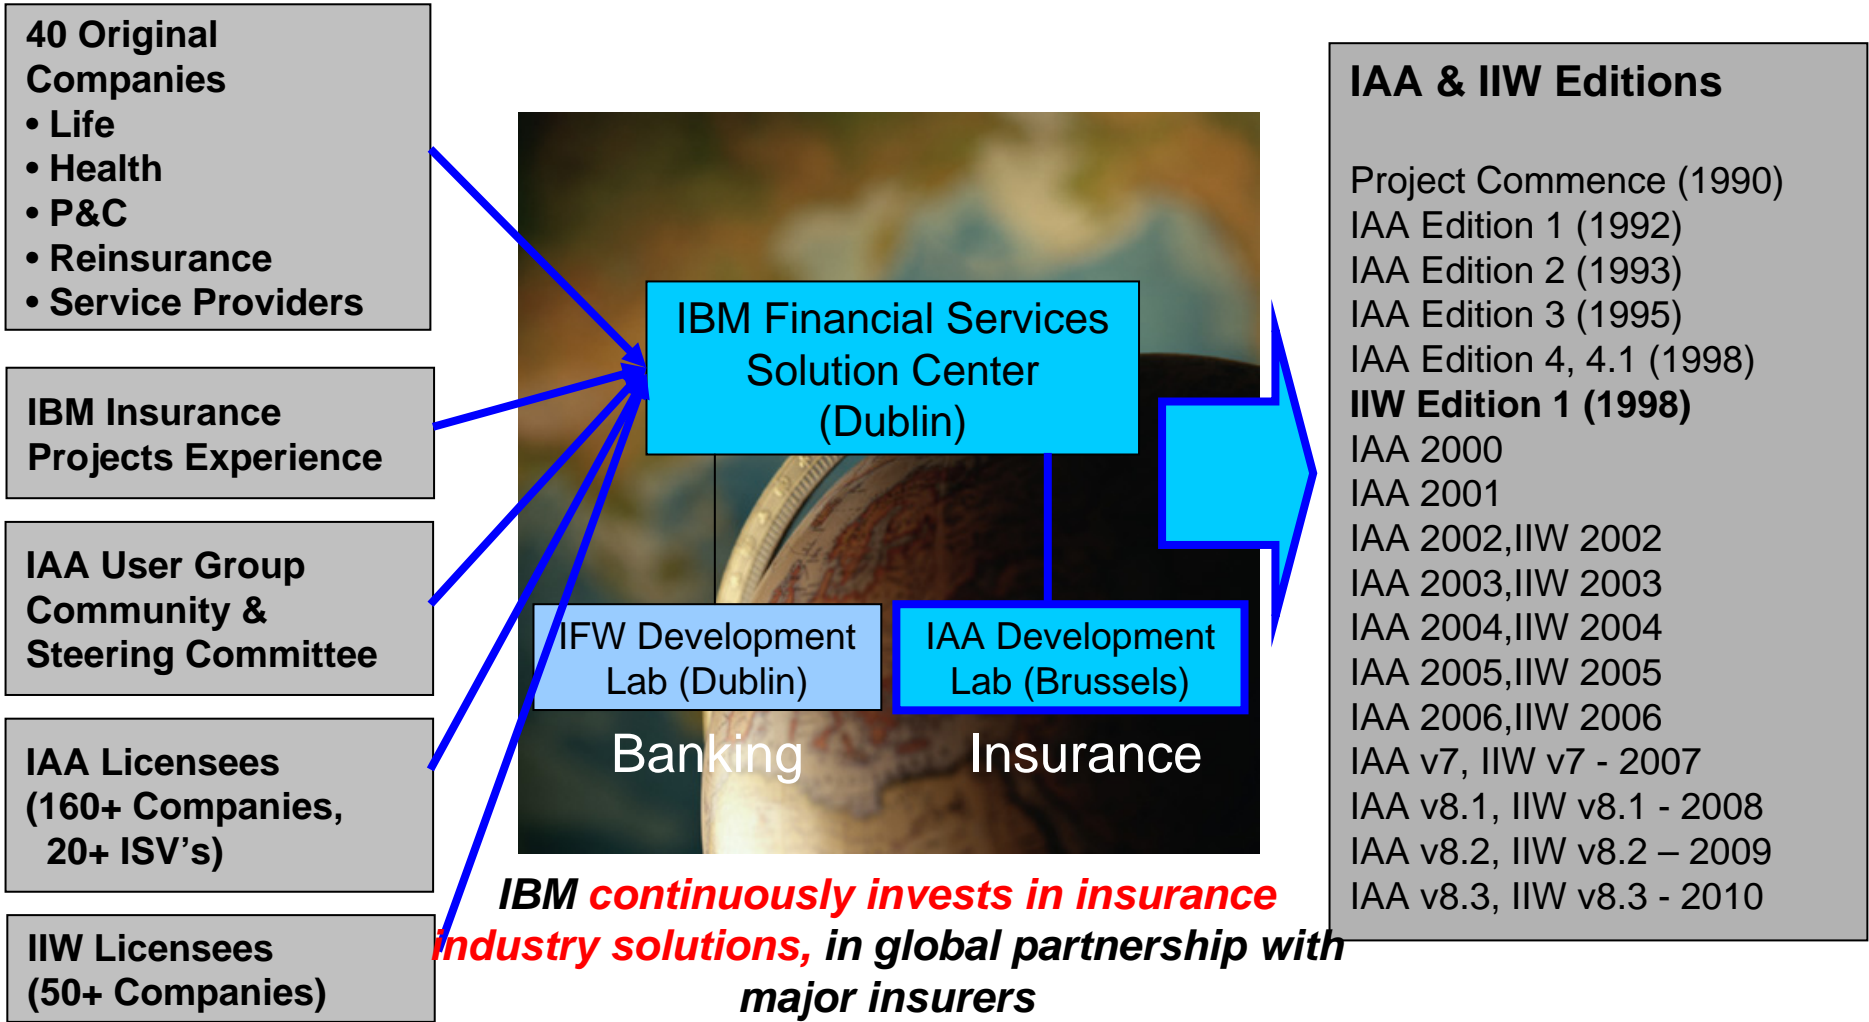 40 Original
Companies
• Life
• Health
• P&C
• Reinsurance
• Service Providers
IBM Insurance
Projects Experience
IAA User Group
Community &
Steering Committee
IAA Licensees
(160+ Companies,
20+ ISV's)
IIW Licensees
(50+ Companies)
IBM Financial Services
Solution Center
(Dublin)
IFW Development
Lab (Dublin)
IAA Development
Lab (Brussels)
Banking
Insurance
IBM continuously invests in insurance
industry solutions, in global partnership with
major insurers
IAA & IIW Editions
Project Commence (1990)
IAA Edition 1 (1992)
IAA Edition 2 (1993)
IAA Edition 3 (1995)
IAA Edition 4, 4.1 (1998)
IIW Edition 1 (1998)
IAA 2000
IAA 2001
IAA 2002,IIW 2002
IAA 2003,IIW 2003
IAA 2004,IIW 2004
IAA 2005,IIW 2005
IAA 2006,IIW 2006
IAA v7, IIW v7 - 2007
IAA v8.1, IIW v8.1 - 2008
IAA v8.2, IIW v8.2 – 2009
IAA v8.3, IIW v8.3 - 2010